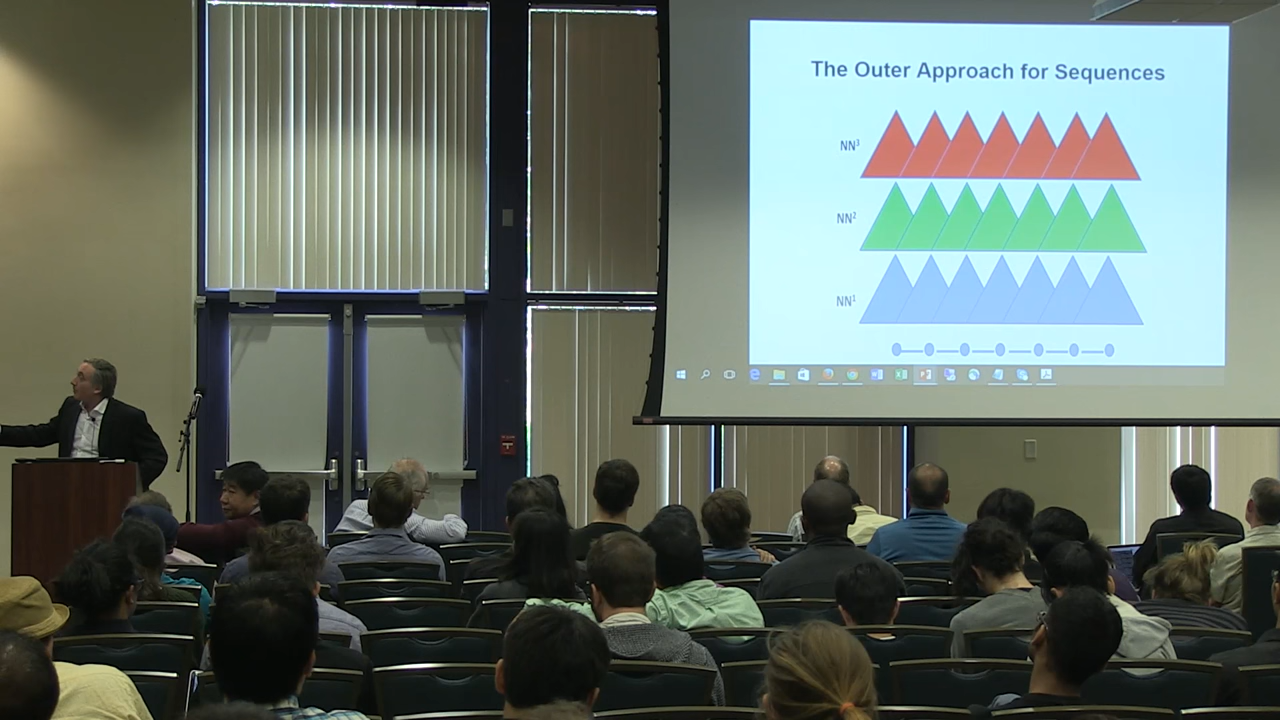 The Outer Approach for Sequences
NN³
NN²
NN¹